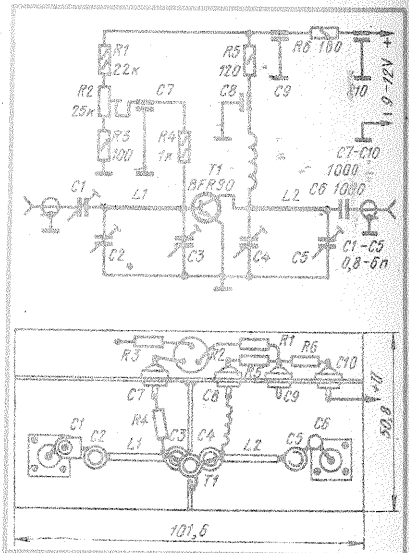 R1
22к
R2
25к
R3
100
C7
R4
1к
R5
120
C8
C9
R6 180
C10
9-12V +
C7-C10
1000
C6 1000
C1
L1
T1
BFR90
L2
C2
C3
C4
C5
C1-C5
0,8-6п
R3
R2
R1
R5
R6
C10
C7
C8
C9
+U
R4
C1
C2
L1
C3
C4
L2
C5
C6
T1
50,8
101,6